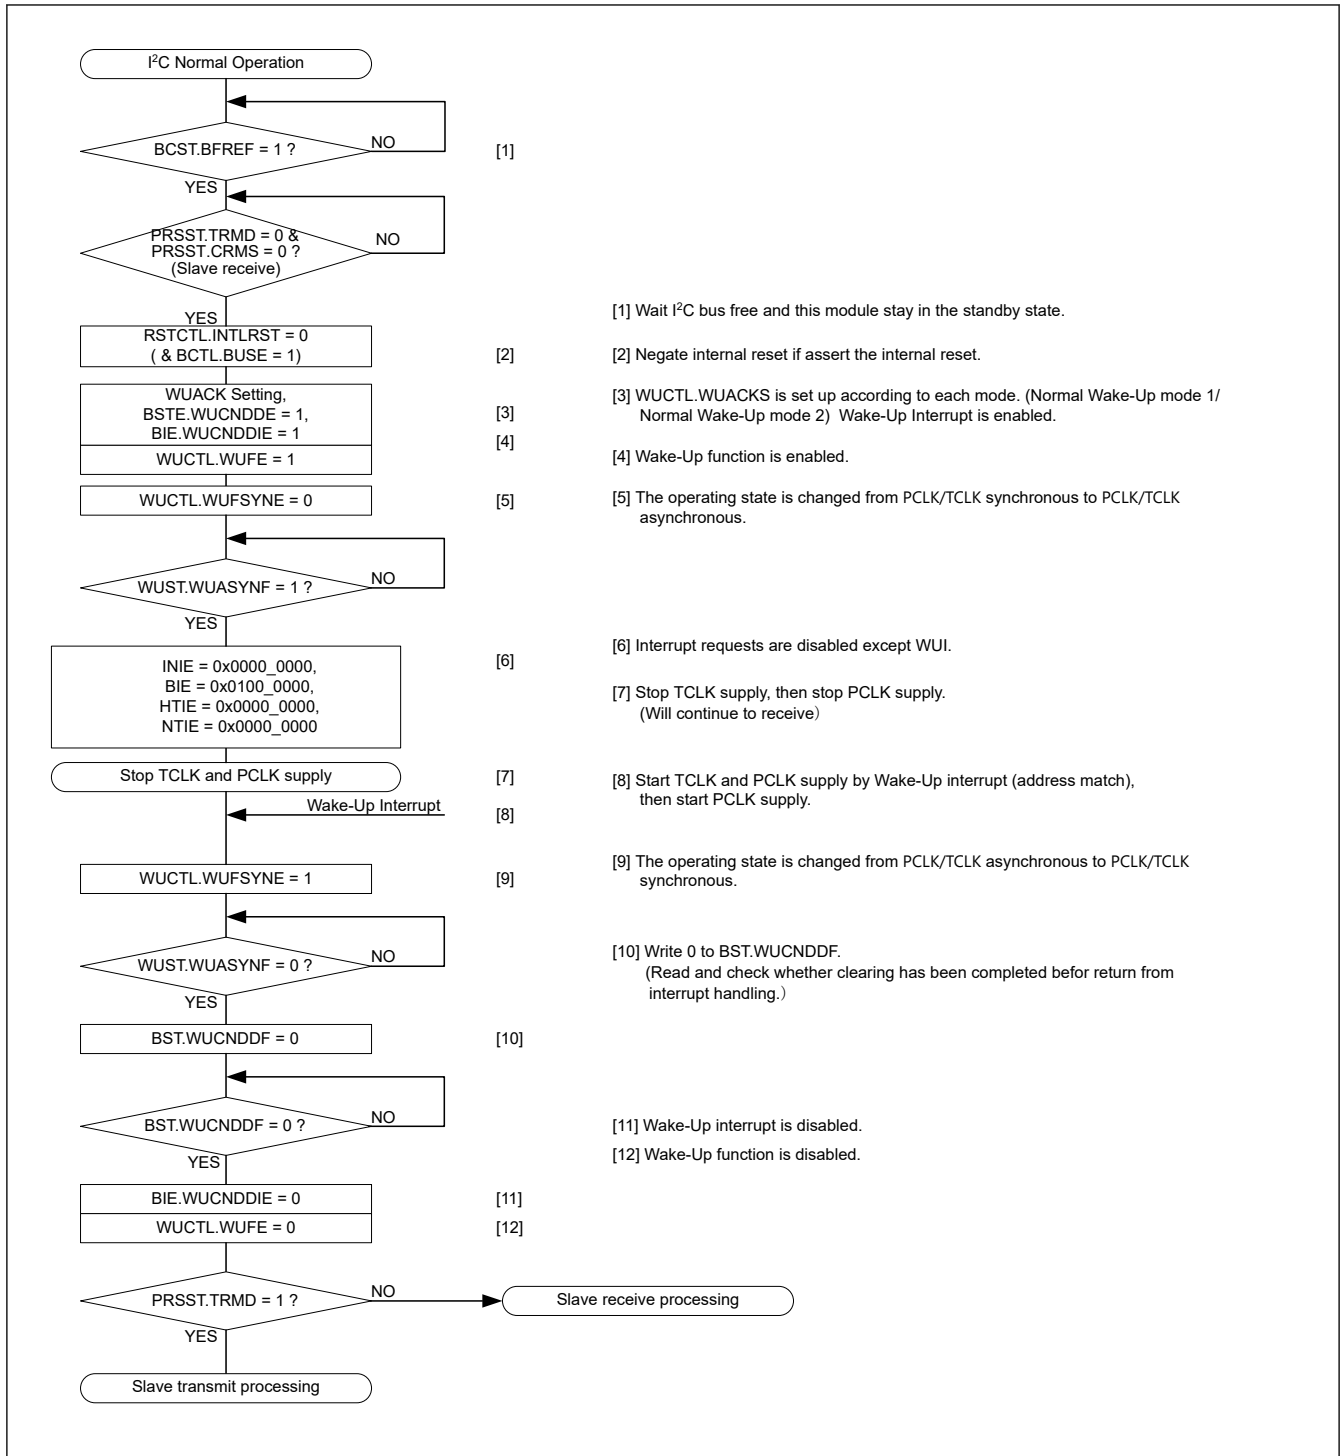 I²C Normal Operation
BCST.BFREF = 1 ?
NO
[1]
YES
PRSST.TRMD = 0 &
PRSST.CRMS = 0 ?
(Slave receive)
NO
YES
RSTCTL.INTLRST = 0
( & BCTL.BUSE = 1)
[2]
WUACK Setting,
BSTE.WUCNDDE = 1,
BIE.WUCNDDIE = 1
[3]
WUCTL.WUFE = 1
[4]
WUCTL.WUFSYNE = 0
[5]
WUST.WUASYNF = 1 ?
NO
YES
INIE = 0x0000_0000,
BIE = 0x0100_0000,
HTIE = 0x0000_0000,
NTIE = 0x0000_0000
[6]
Stop TCLK and PCLK supply
[7]
Wake-Up Interrupt
[8]
WUCTL.WUFSYNE = 1
[9]
WUST.WUASYNF = 0 ?
NO
YES
BST.WUCNDDF = 0
[10]
BST.WUCNDDF = 0 ?
NO
YES
BIE.WUCNDDIE = 0
[11]
WUCTL.WUFE = 0
[12]
PRSST.TRMD = 1 ?
NO
Slave receive processing
YES
Slave transmit processing
[1] Wait I²C bus free and this module stay in the standby state.
[2] Negate internal reset if assert the internal reset.
[3] WUCTL.WUACKS is set up according to each mode. (Normal Wake-Up mode 1/
Normal Wake-Up mode 2) Wake-Up Interrupt is enabled.
[4] Wake-Up function is enabled.
[5] The operating state is changed from PCLK/TCLK synchronous to PCLK/TCLK
asynchronous.
[6] Interrupt requests are disabled except WUI.
[7] Stop TCLK supply, then stop PCLK supply.
(Will continue to receive）
[8] Start TCLK and PCLK supply by Wake-Up interrupt (address match),
then start PCLK supply.
[9] The operating state is changed from PCLK/TCLK asynchronous to PCLK/TCLK
synchronous.
[10] Write 0 to BST.WUCNDDF.
(Read and check whether clearing has been completed befor return from
interrupt handling.）
[11] Wake-Up interrupt is disabled.
[12] Wake-Up function is disabled.